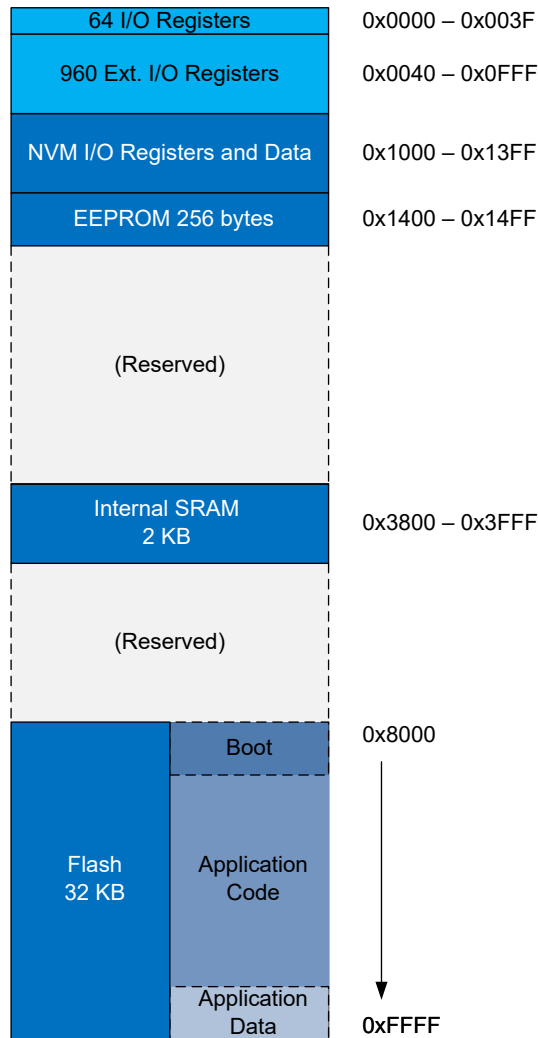 64 I/O Registers 0x0000 – 0x003F
960 Ext. I/O Registers 0x0040 – 0x0FFF
NVM I/O Registers and Data 0x1000 – 0x13FF
EEPROM 256 bytes 0x1400 – 0x14FF
(Reserved)
Internal SRAM
2 KB
0x3800 – 0x3FFF
(Reserved)
Boot
0x8000
Flash
32 KB
Application
Code
Application
Data
0xFFFF